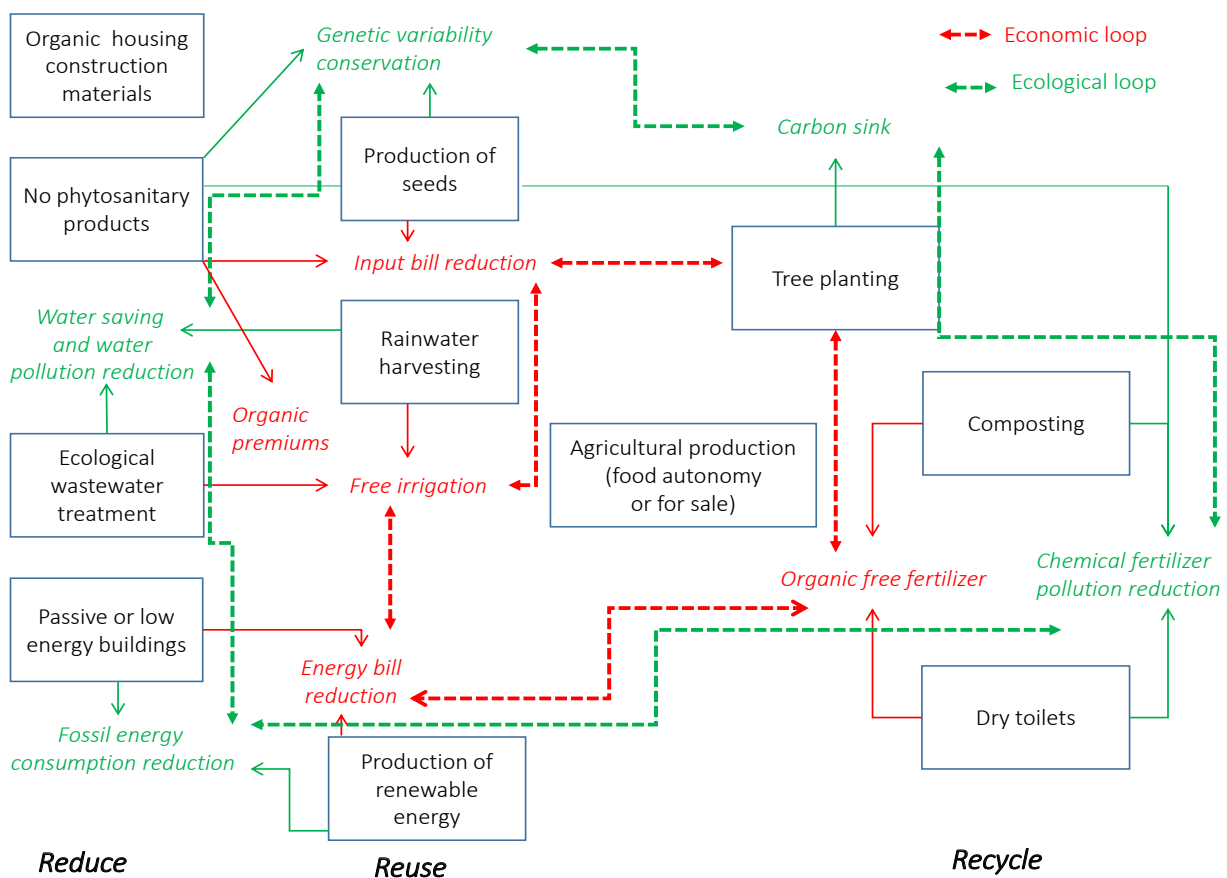 Organic housing
construction
materials
Genetic variability
conservation
Economic loop
Ecological loop
Carbon sink
No phytosanitary
products
Production of
seeds
Input bill reduction
Tree planting
Water saving
and water
pollution reduction
Rainwater
harvesting
Organic
premiums
Composting
Ecological
wastewater
treatment
Free irrigation
Agricultural production
(food autonomy
or for sale)
Organic free fertilizer
Chemical fertilizer
pollution reduction
Passive or low
energy buildings
Energy bill
reduction
Dry toilets
Fossil energy
consumption reduction
Production of
renewable
energy
Reduce
Reuse
Recycle